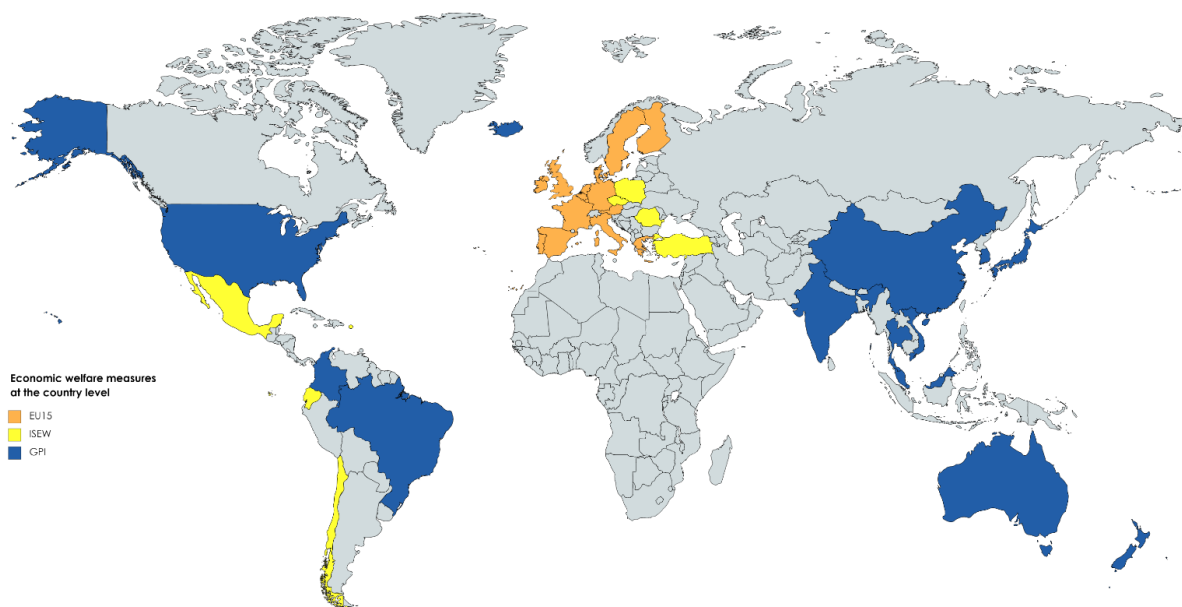 Economic welfare measures
at the country level
EU15
ISEW
GPI